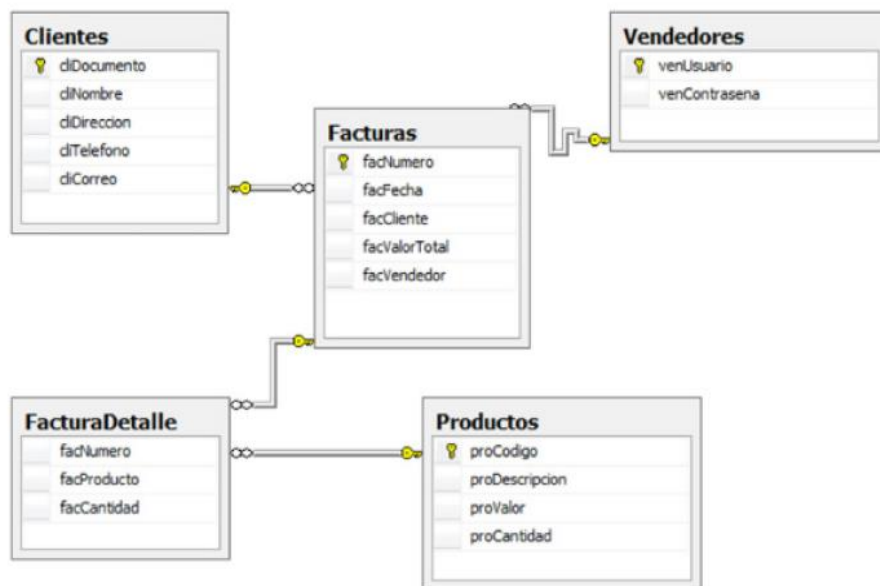 Clientes
cliDocumento
cliNombre
cliDireccion
cliTelefono
cliCorreo
Vendedores
venUsuario
venContrasena
Facturas
facNumero
facFecha
facCliente
facValorTotal
facVendedor
FacturaDetalle
facNumero
facProducto
facCantidad
Productos
proCodigo
proDescripcion
proValor
proCantidad